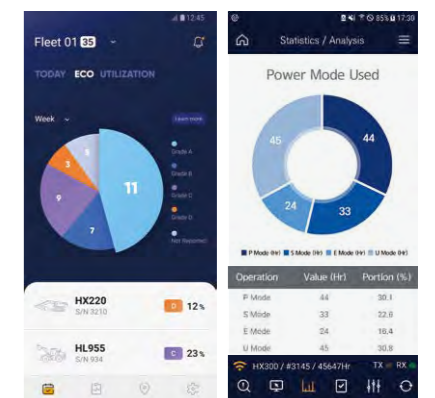 12:45
Fleet 01 35
TODAY ECO UTILIZATION
Week
Learn more
11
7
9
3
5
Grade A
Grade B
Grade C
Grade D
Not Reported
HX220
S/N 3210
D 12%
HL955
S/N 934
C 23%
85% 17:30
Statistics / Analysis
Power Mode Used
45
44
24
33
P Mode (Hr) S Mode (Hr) E Mode (Hr) U Mode (Hr)
Operation Value (Hr) Portion (%)
P Mode 44 30.1
S Mode 33 22.6
E Mode 24 16.4
U Mode 45 30.8
HX300 / #3145 / 45647Hr TX RX